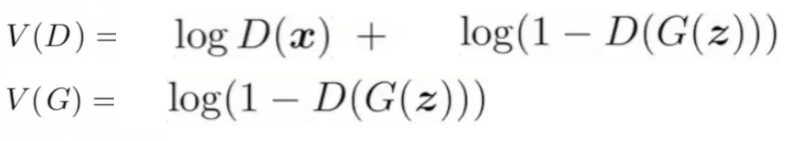 V(D) = log D(x) + log(1 − D(G(z)))
V(G) = log(1 − D(G(z)))